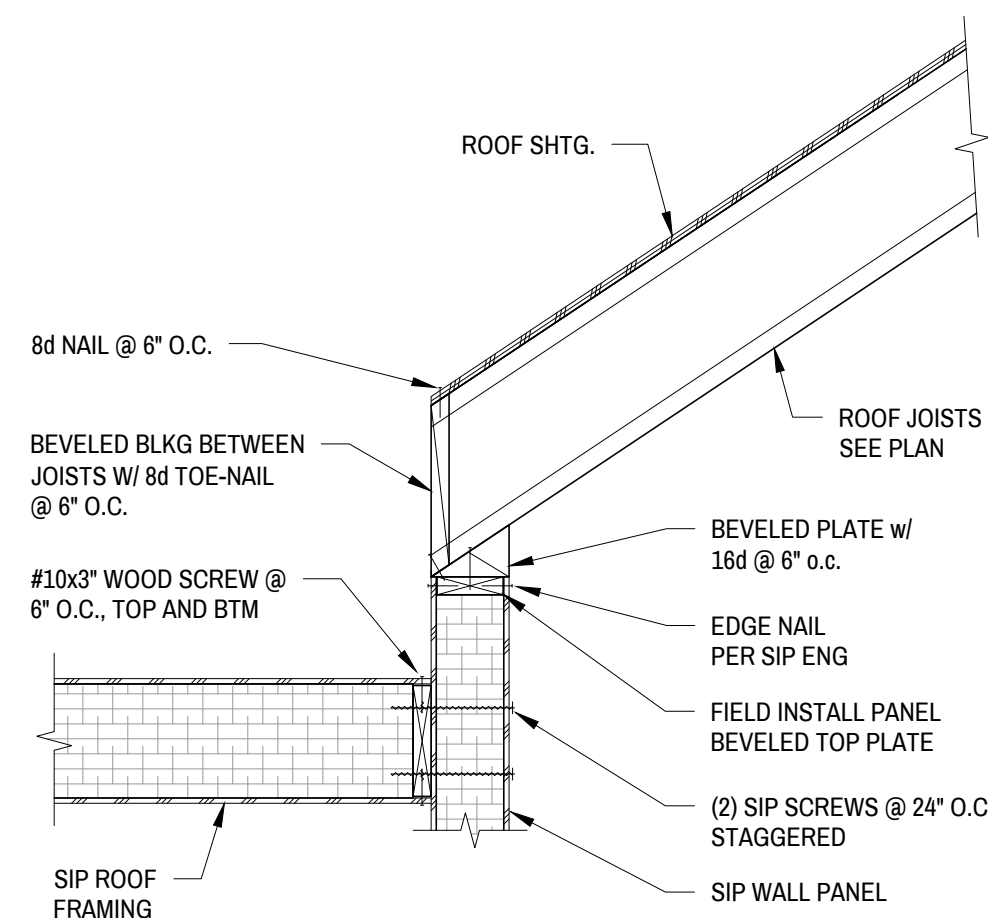 ROOF SHTG.
8d NAIL @ 6" O.C.
BEVELED BLKG BETWEEN
JOISTS W/ 8d TOE-NAIL
@ 6" O.C.
#10x3" WOOD SCREW @
6" O.C., TOP AND BTM
SIP ROOF
FRAMING
ROOF JOISTS
SEE PLAN
BEVELED PLATE w/
16d @ 6" o.c.
EDGE NAIL
PER SIP ENG
FIELD INSTALL PANEL
BEVELED TOP PLATE
(2) SIP SCREWS @ 24" O.C
STAGGERED
SIP WALL PANEL